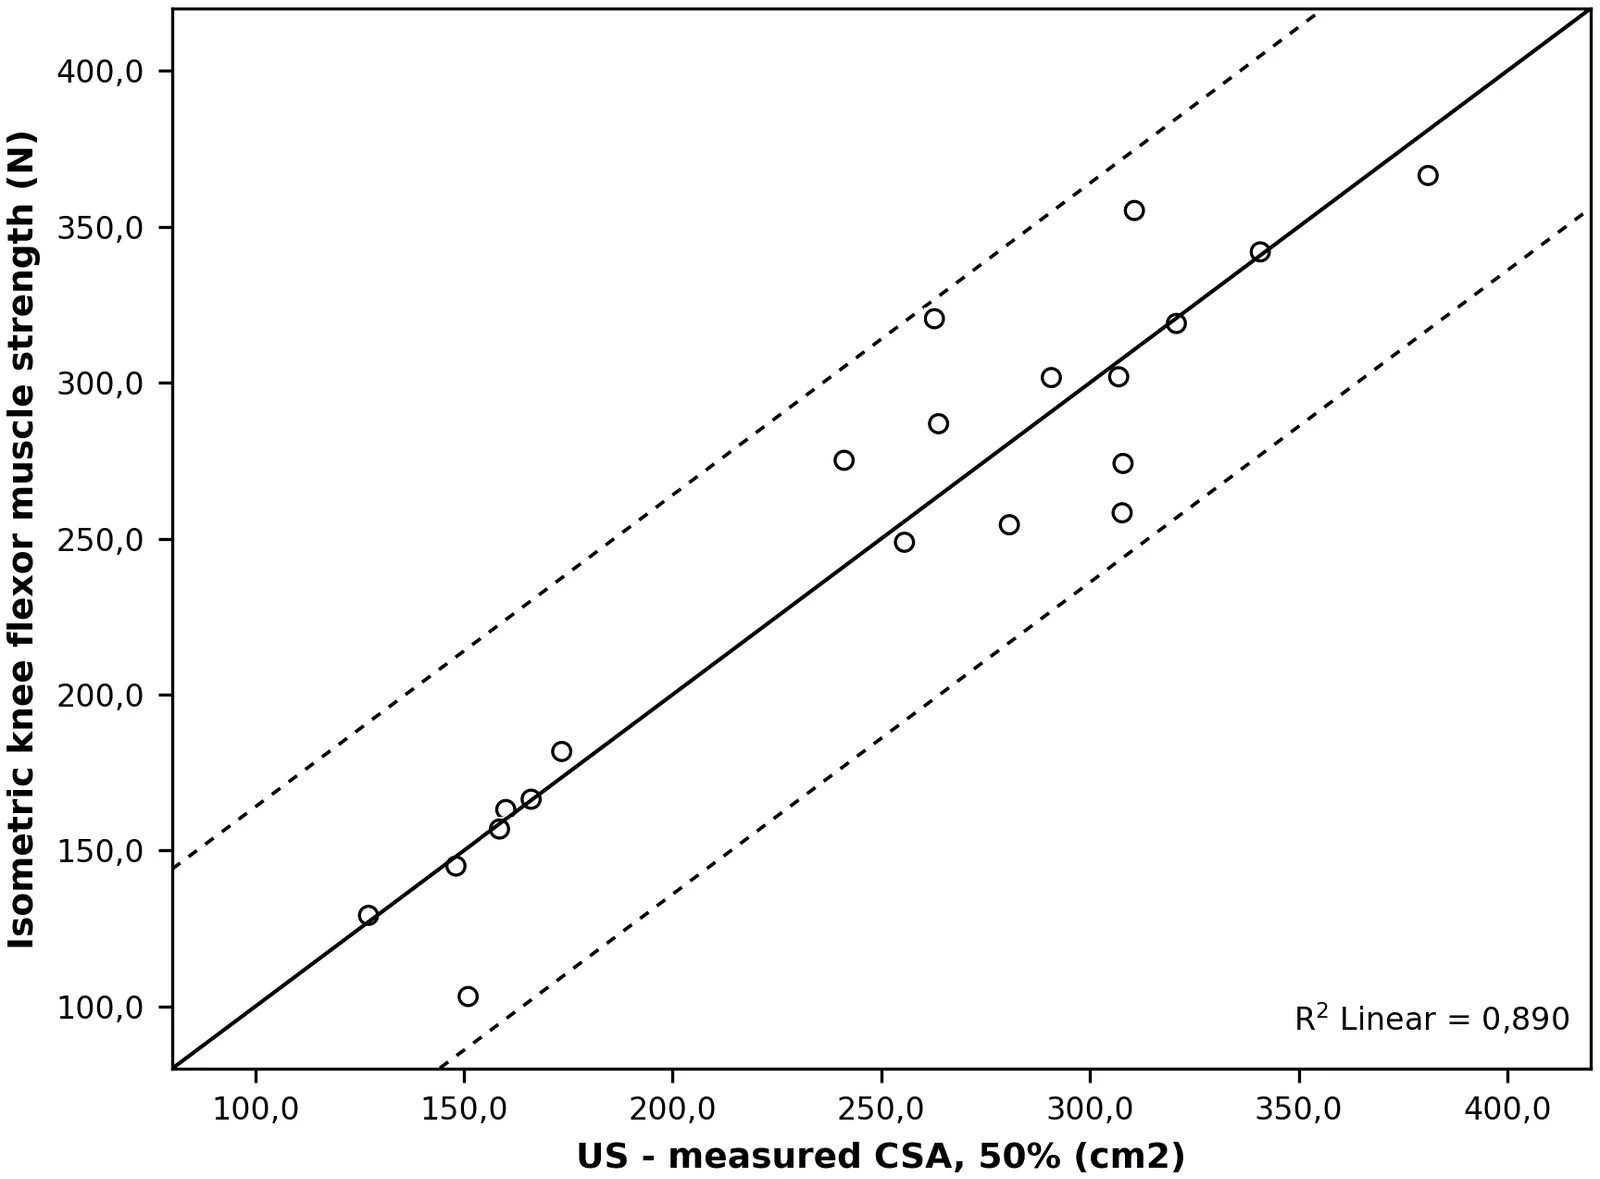 Isometric knee flexor muscle strength (N)
400,0
350,0
300,0
250,0
200,0
150,0
100,0
R² Linear = 0,890
100,0 150,0 200,0 250,0 300,0 350,0 400,0
US - measured CSA, 50% (cm2)